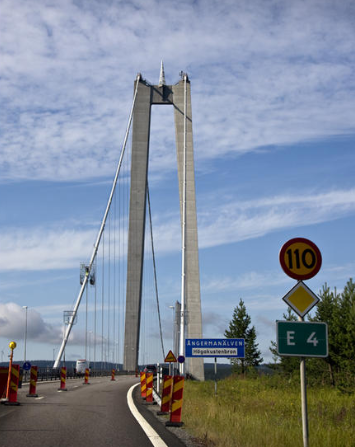 110
ÅNGERMANÄLVEN
Högakustenbron
E 4